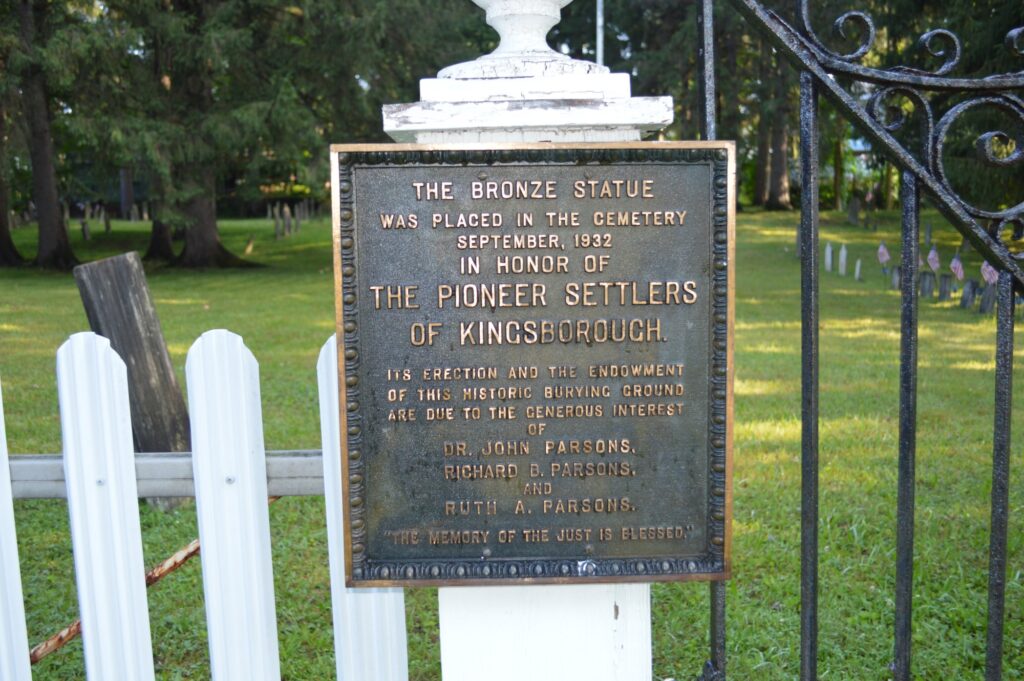 THE BRONZE STATUE
WAS PLACED IN THE CEMETERY
SEPTEMBER, 1932
IN HONOR OF
THE PIONEER SETTLERS
OF KINGSBOROUGH.
ITS ERECTION AND THE ENDOWMENT
OF THIS HISTORIC BURYING GROUND
ARE DUE TO THE GENEROUS INTEREST
OF
DR. JOHN PARSONS,
RICHARD B. PARSONS,
AND
RUTH A. PARSONS.
"THE MEMORY OF THE JUST IS BLESSED."